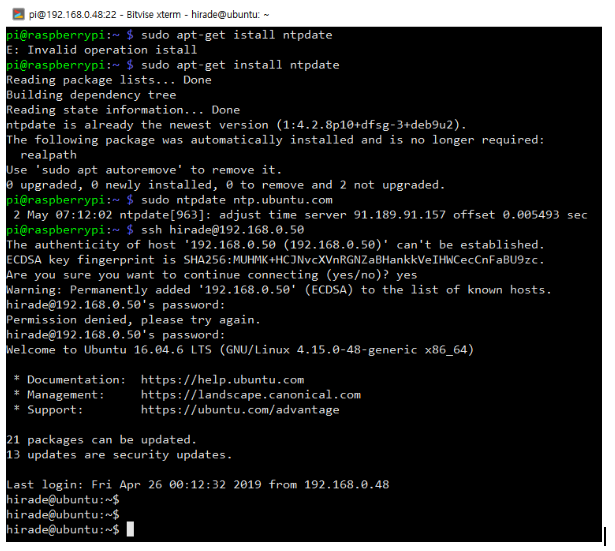 pi@192.168.0.48:22 - Bitvise xterm - hirade@ubuntu: ~
pi@raspberrypi:~ $ sudo apt-get istall ntpdate
E: Invalid operation istall
pi@raspberrypi:~ $ sudo apt-get install ntpdate
Reading package lists... Done
Building dependency tree
Reading state information... Done
ntpdate is already the newest version (1:4.2.8p10+dfsg-3+deb9u2).
The following package was automatically installed and is no longer required:
  realpath
Use 'sudo apt autoremove' to remove it.
0 upgraded, 0 newly installed, 0 to remove and 2 not upgraded.
pi@raspberrypi:~ $ sudo ntpdate ntp.ubuntu.com
 2 May 07:12:02 ntpdate[963]: adjust time server 91.189.91.157 offset 0.005493 sec
pi@raspberrypi:~ $ ssh hirade@192.168.0.50
The authenticity of host '192.168.0.50 (192.168.0.50)' can't be established.
ECDSA key fingerprint is SHA256:MUHMK+HCJNvcXVnRGNZaBHankkVeIHWCecCnFaBU9zc.
Are you sure you want to continue connecting (yes/no)? yes
Warning: Permanently added '192.168.0.50' (ECDSA) to the list of known hosts.
hirade@192.168.0.50's password:
Permission denied, please try again.
hirade@192.168.0.50's password:
Welcome to Ubuntu 16.04.6 LTS (GNU/Linux 4.15.0-48-generic x86_64)

 * Documentation:  https://help.ubuntu.com
 * Management:     https://landscape.canonical.com
 * Support:        https://ubuntu.com/advantage

21 packages can be updated.
13 updates are security updates.

Last login: Fri Apr 26 00:12:32 2019 from 192.168.0.48
hirade@ubuntu:~$
hirade@ubuntu:~$
hirade@ubuntu:~$